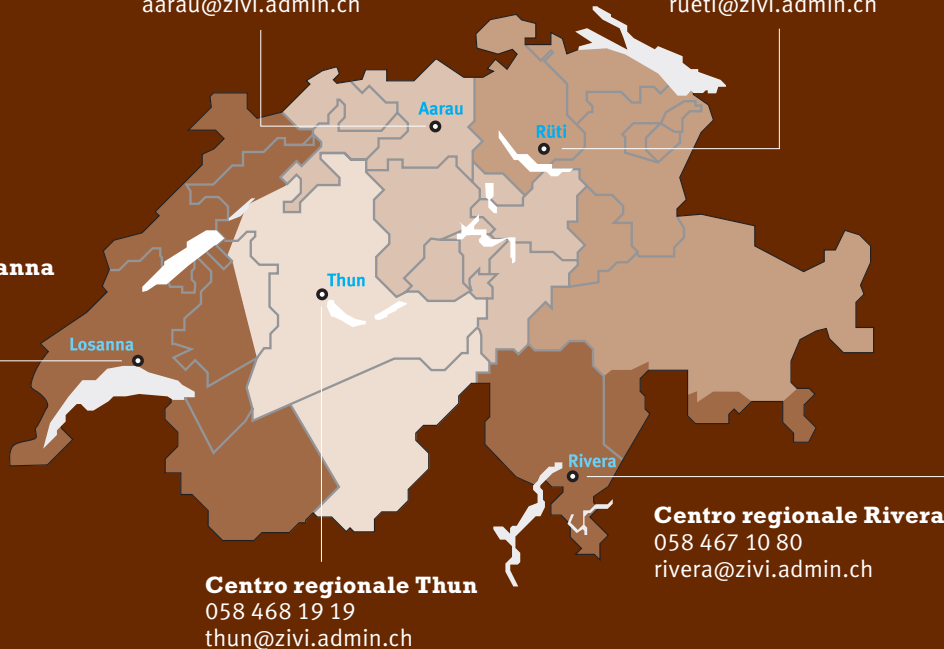 aarau@zivi.admin.ch
rueti@zivi.admin.ch
Aarau
Rüti
anna
Thun
Losanna
Rivera
Centro regionale Rivera
058 467 10 80
rivera@zivi.admin.ch
Centro regionale Thun
058 468 19 19
thun@zivi.admin.ch